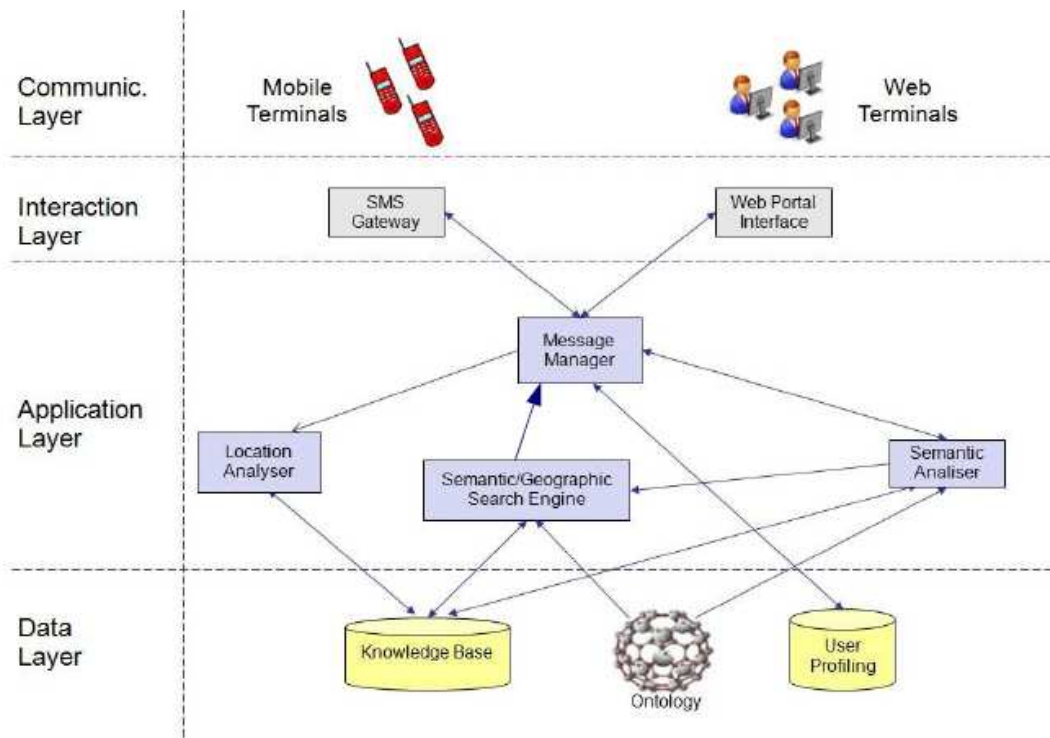 Communic.
Layer
Mobile
Terminals
Web
Terminals
Interaction
Layer
SMS
Gateway
Web Portal
Interface
Application
Layer
Message
Manager
Location
Analyser
Semantic/Geographic
Search Engine
Semantic
Analiser
Data
Layer
Knowledge Base
Ontology
User
Profiling